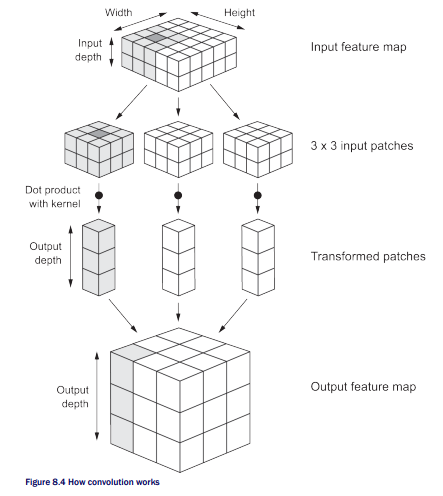 Width
Height
Input
depth
Input feature map
3 x 3 input patches
Dot product
with kernel
Output
depth
Transformed patches
Output
depth
Output feature map
Figure 8.4 How convolution works